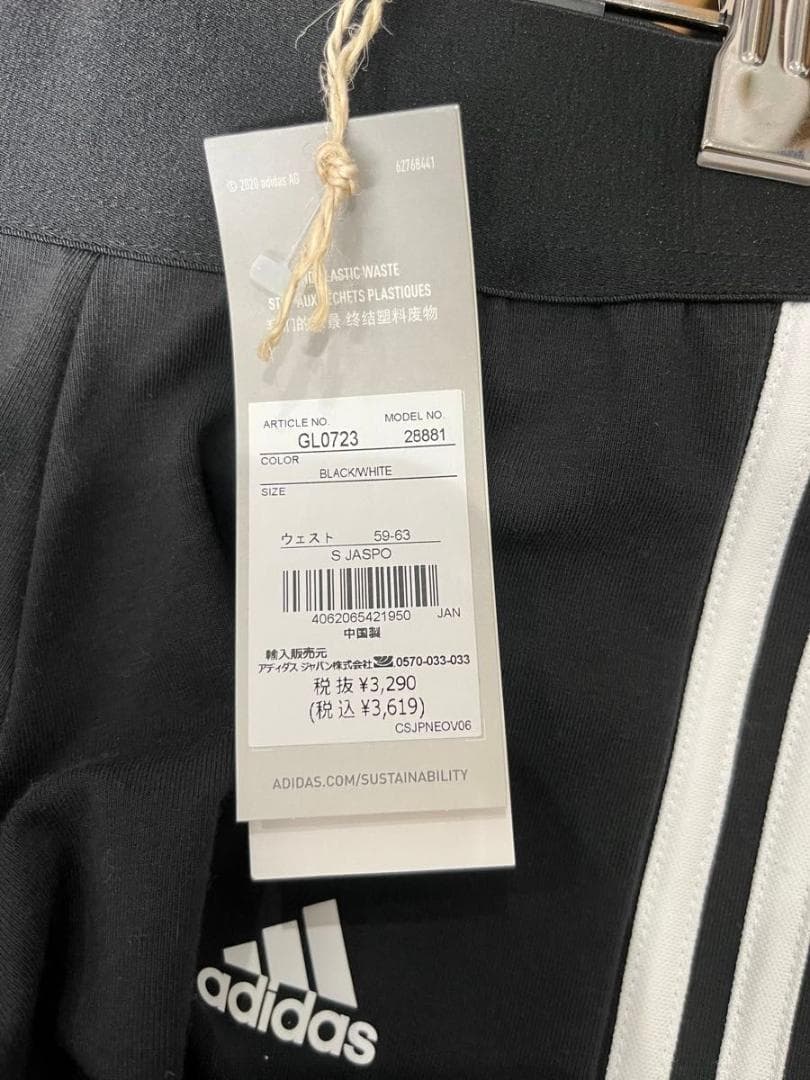 © 2020 adidas AG
62768441
PLASTIC WASTE
AUX DÉCHETS PLASTIQUES
终结塑料废物
ARTICLE NO.
MODEL NO.
GL0723
28881
COLOR
BLACK/WHITE
SIZE
ウェスト 59-63
S JASPO
4062065421950 JAN
中国製
輸入販売元
アディダス ジャパン株式会社 0570-033-033
税抜 ¥3,290
(税込 ¥3,619)
CSJPNEOV06
ADIDAS.COM/SUSTAINABILITY
adidas